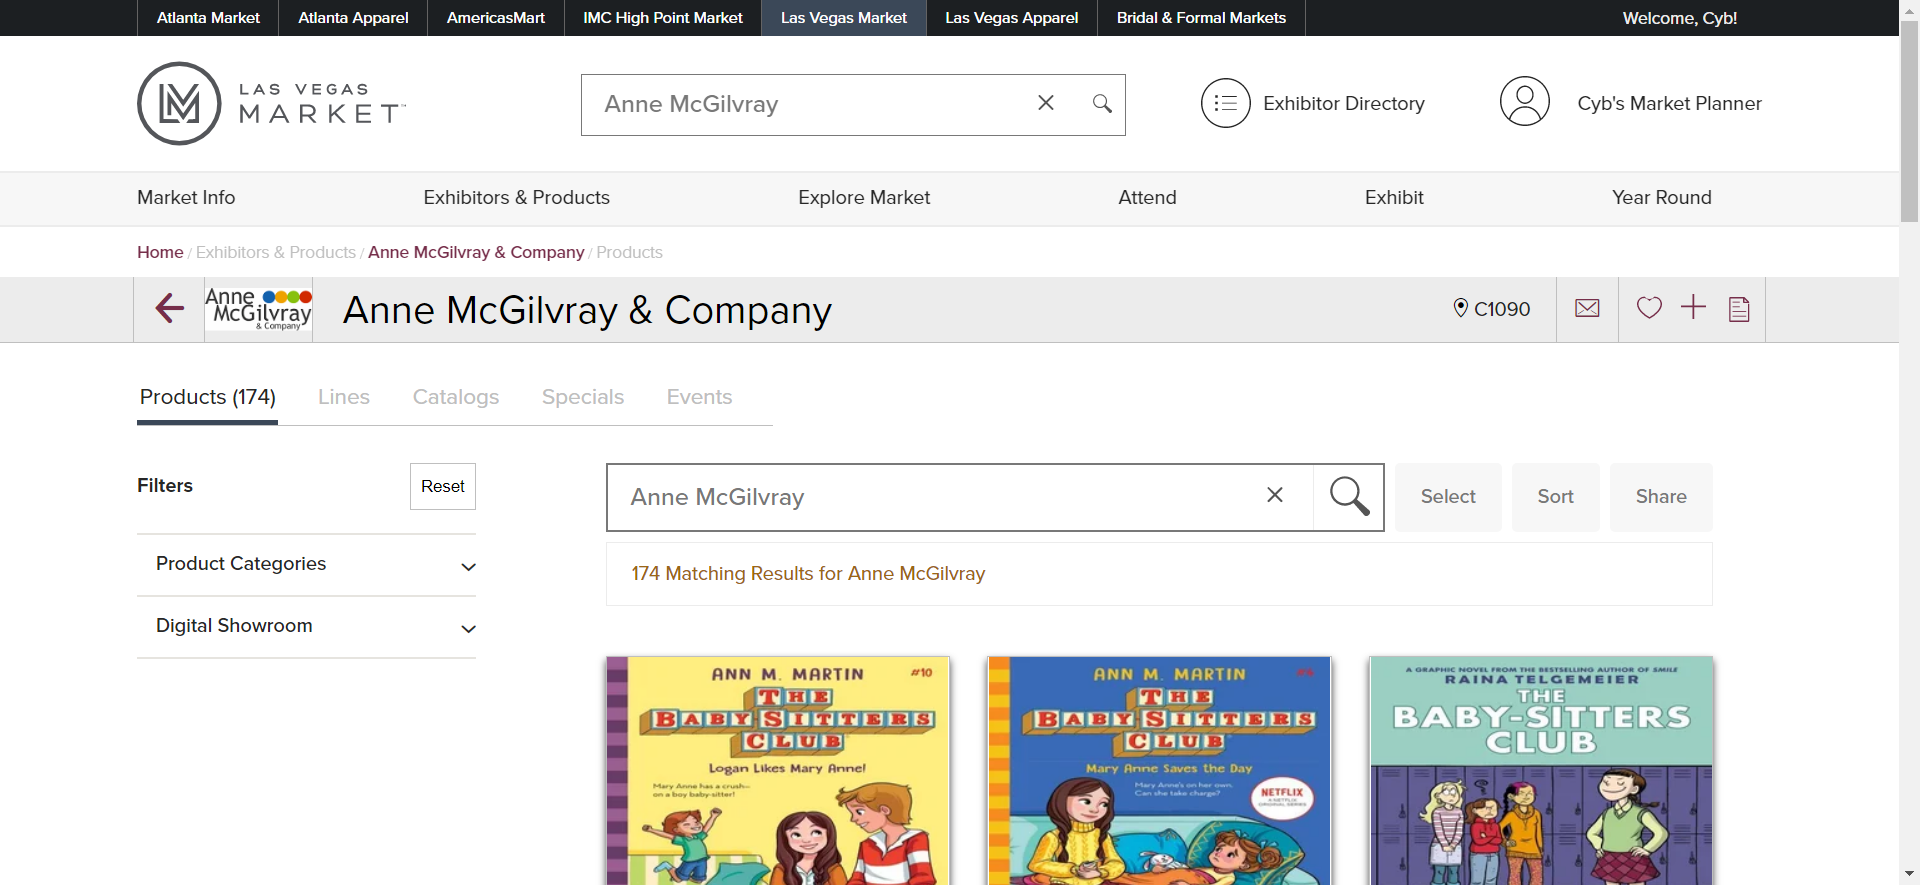 Atlanta Market
Atlanta Apparel
AmericasMart
IMC High Point Market
Las Vegas Market
Las Vegas Apparel
Bridal & Formal Markets
Welcome, Cyb!
LAS VEGAS
MARKET
Anne McGilvray
Exhibitor Directory
Cyb's Market Planner
Market Info
Exhibitors & Products
Explore Market
Attend
Exhibit
Year Round
Home / Exhibitors & Products / Anne McGilvray & Company / Products
Anne
McGilvray
& Company
Anne McGilvray & Company
C1090
Products (174)
Lines
Catalogs
Specials
Events
Filters
Reset
Anne McGilvray
Select
Sort
Share
Product Categories
174 Matching Results for Anne McGilvray
Digital Showroom
ANN M. MARTIN
#10
THE
BABY-SITTERS
CLUB
Logan Likes Mary Anne!
Mary Anne has a crush—
on a boy baby-sitter!
ANN M. MARTIN
THE
BABY-SITTERS
CLUB
Mary Anne Saves the Day
Mary Anne's on her own.
Can she take charge?
NETFLIX
A NETFLIX
ORIGINAL SERIES
A GRAPHIC NOVEL FROM THE BESTSELLING AUTHOR OF SMILE
RAINA TELGEMEIER
THE
BABY-SITTERS
CLUB